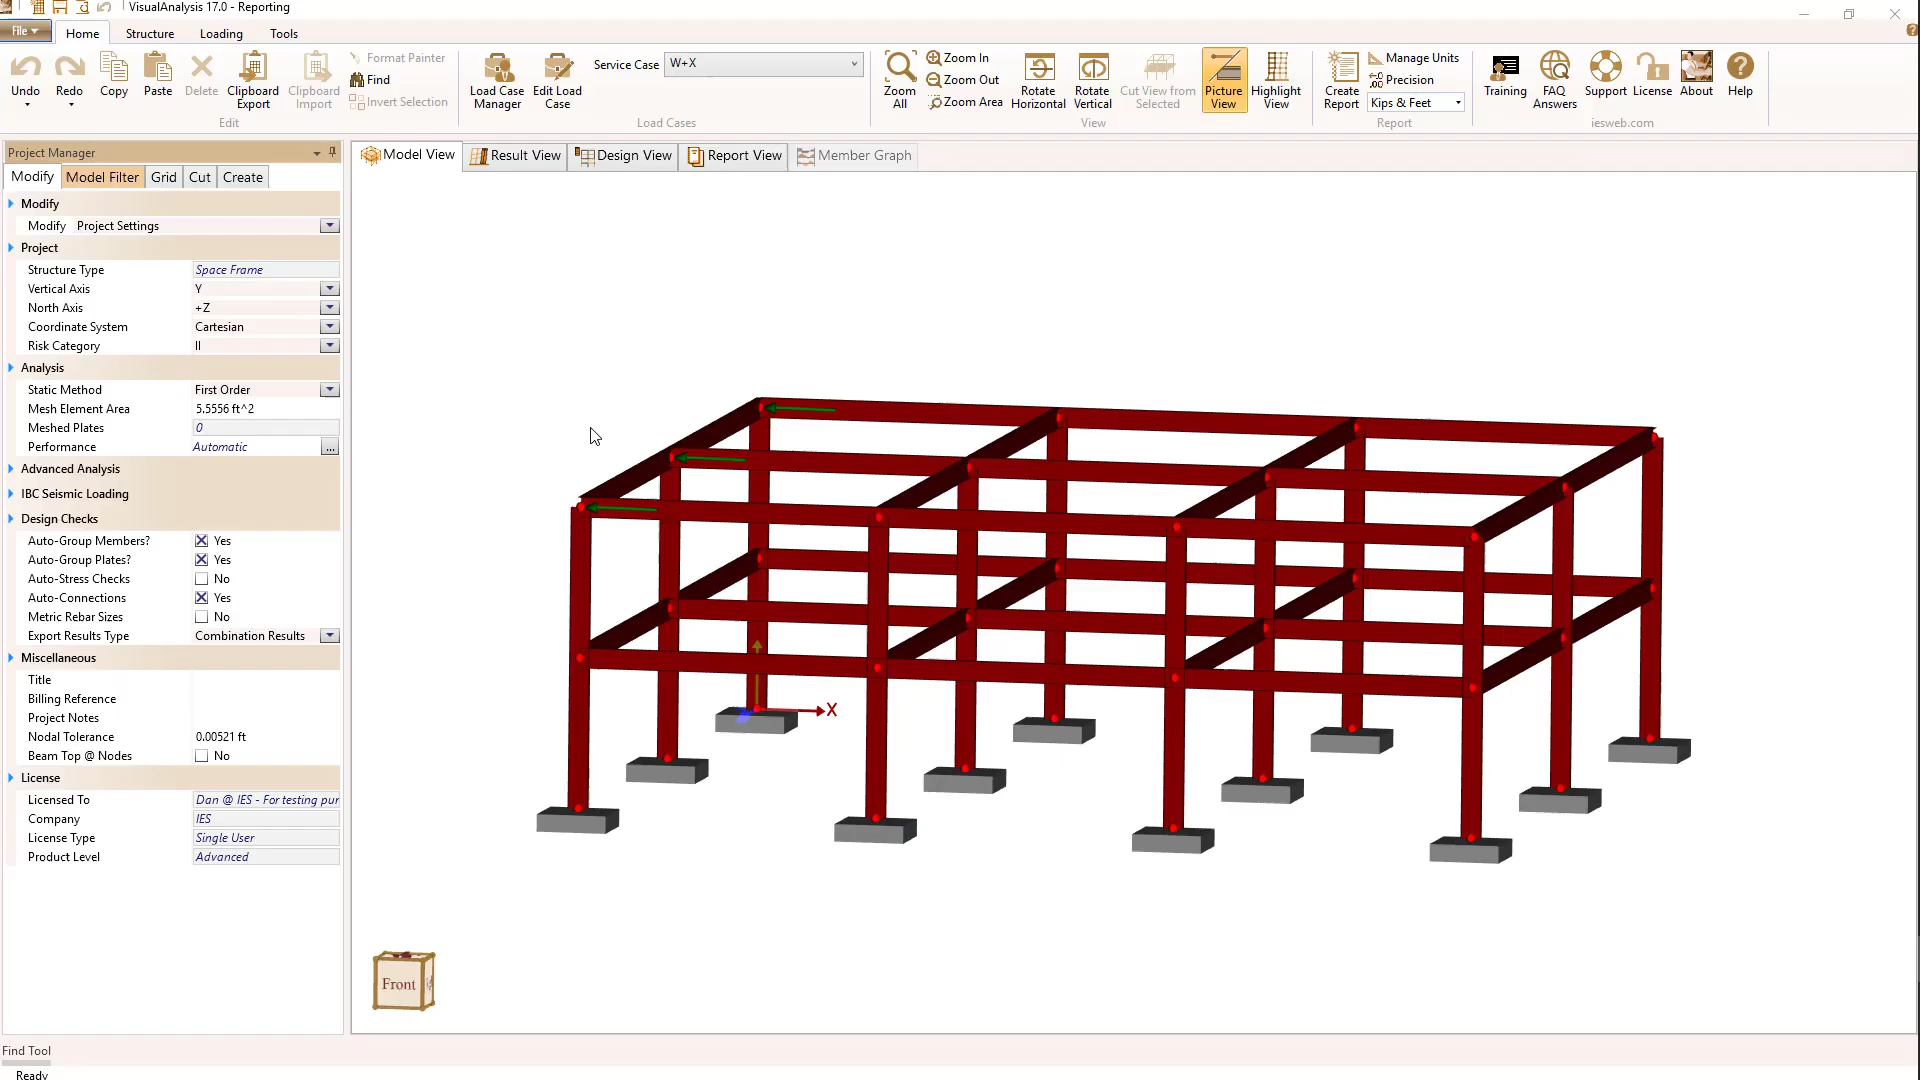 VisualAnalysis 17.0 - Reporting
File
Home
Structure
Loading
Tools
Undo
Redo
Copy
Paste
Delete
Clipboard Export
Clipboard Import
Format Painter
Find
Invert Selection
Edit
Load Case Manager
Edit Load Case
Service Case
W+X
Load Cases
Zoom All
Zoom In
Zoom Out
Zoom Area
Rotate Horizontal
Rotate Vertical
Cut View from Selected
Picture View
Highlight View
View
Create Report
Manage Units
Precision
Kips & Feet
Report
Training
FAQ Answers
Support
License
About
Help
iesweb.com
Project Manager
Modify
Model Filter
Grid
Cut
Create
Modify
Modify Project Settings
Project
Structure Type Space Frame
Vertical Axis Y
North Axis +Z
Coordinate System Cartesian
Risk Category II
Analysis
Static Method First Order
Mesh Element Area 5.5556 ft^2
Meshed Plates 0
Performance Automatic ...
Advanced Analysis
IBC Seismic Loading
Design Checks
Auto-Group Members? Yes
Auto-Group Plates? Yes
Auto-Stress Checks No
Auto-Connections Yes
Metric Rebar Sizes No
Export Results Type Combination Results
Miscellaneous
Title
Billing Reference
Project Notes
Nodal Tolerance 0.00521 ft
Beam Top @ Nodes No
License
Licensed To Dan @ IES - For testing pur
Company IES
License Type Single User
Product Level Advanced
Model View
Result View
Design View
Report View
Member Graph
X
Front
Find Tool
Ready